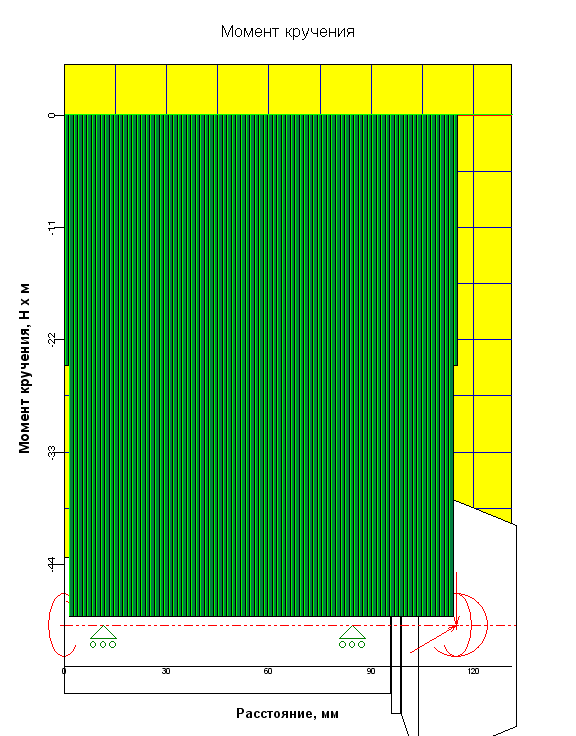 Момент кручения
0
-11
-22
-33
-44
Момент кручения, Н x м
0 30 60 90 120
Расстояние, мм